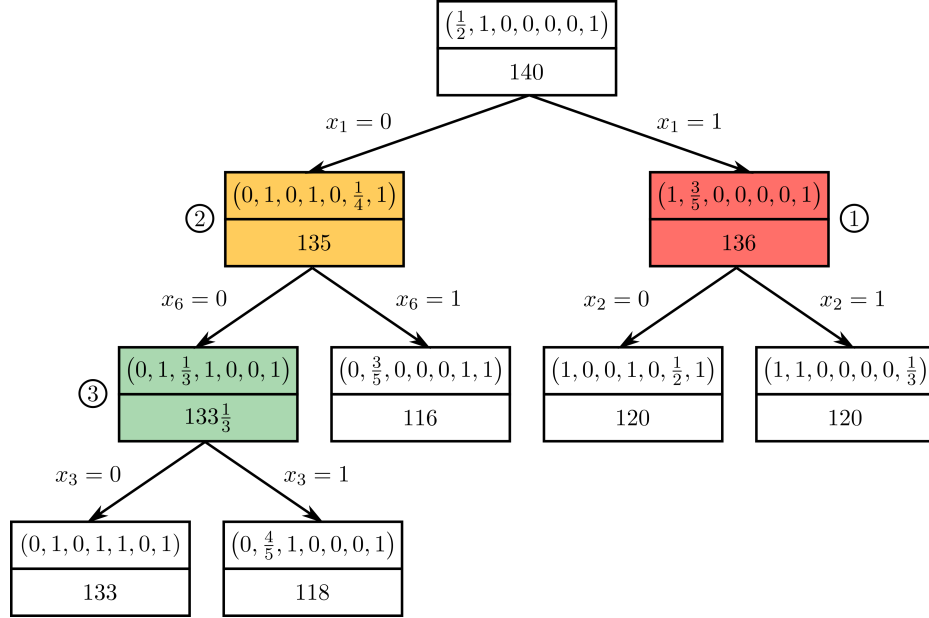 (1/2, 1, 0, 0, 0, 0, 1)
140
x₁ = 0
x₁ = 1
(0, 1, 0, 1, 0, 1/4, 1)
135
②
(1, 3/5, 0, 0, 0, 0, 1)
136
①
x₆ = 0
x₆ = 1
x₂ = 0
x₂ = 1
(0, 1, 1/3, 1, 0, 0, 1)
133 1/3
③
(0, 3/5, 0, 0, 0, 1, 1)
116
(1, 0, 0, 1, 0, 1/2, 1)
120
(1, 1, 0, 0, 0, 0, 1/3)
120
x₃ = 0
x₃ = 1
(0, 1, 0, 1, 1, 0, 1)
133
(0, 4/5, 1, 0, 0, 0, 1)
118